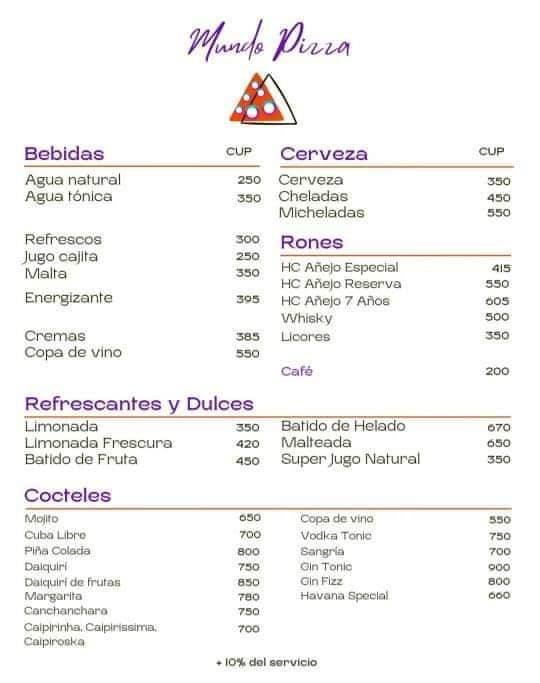 Mundo Pizza
Bebidas CUP
Agua natural 250
Agua tónica 350
Refrescos 300
Jugo cajita 250
Malta 350
Energizante 395
Cremas 385
Copa de vino 550
Cerveza CUP
Cerveza 350
Cheladas 450
Micheladas 550
Rones
HC Añejo Especial 415
HC Añejo Reserva 550
HC Añejo 7 Años 605
Whisky 500
Licores 350
Café 200
Refrescantes y Dulces
Limonada 350
Limonada Frescura 420
Batido de Fruta 450
Batido de Helado 670
Malteada 650
Super Jugo Natural 350
Cocteles
Mojito 650
Cuba Libre 700
Piña Colada 800
Daiquirí 750
Daiquirí de frutas 850
Margarita 780
Canchanchara 750
Caipirinha, Caipirissima, 700
Caipiroska
Copa de vino 550
Vodka Tonic 750
Sangría 700
Gin Tonic 900
Gin Fizz 800
Havana Special 660
+ 10% del servicio